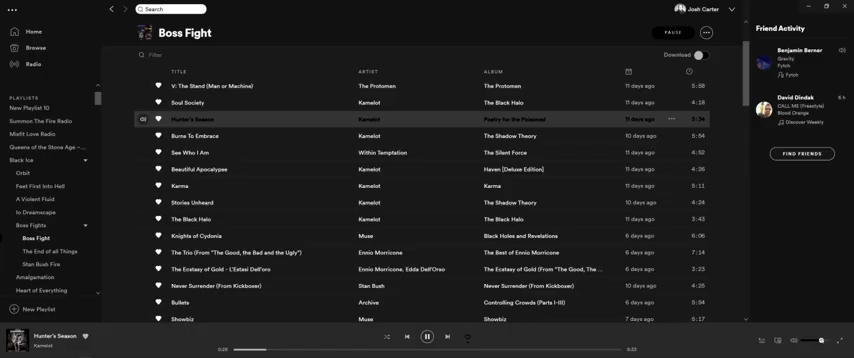 Search
Josh Carter
Home
Browse
Radio
PLAYLISTS
New Playlist 10
Summon The Fire Radio
Misfit Love Radio
Queens of the Stone Age – ...
Black Ice
Orbit
Feet First Into Hell
A Violent Fluid
Io Dreamscape
Boss Fights
Boss Fight
The End of all Things
Stan Bush Fire
Amalgamation
Heart of Everything
New Playlist
Boss Fight
PAUSE
Filter
Download
TITLE ARTIST ALBUM
V: The Stand (Man or Machine) The Protomen The Protomen 11 days ago 5:58
Soul Society Kamelot The Black Halo 11 days ago 4:18
Hunter's Season Kamelot Poetry for the Poisoned 11 days ago 5:34
Burns To Embrace Kamelot The Shadow Theory 10 days ago 5:54
See Who I Am Within Temptation The Silent Force 11 days ago 4:52
Beautiful Apocalypse Kamelot Haven [Deluxe Edition] 11 days ago 4:26
Karma Kamelot Karma 11 days ago 5:11
Stories Unheard Kamelot The Shadow Theory 10 days ago 4:24
The Black Halo Kamelot The Black Halo 11 days ago 3:43
Knights of Cydonia Muse Black Holes and Revelations 6 days ago 6:06
The Trio (From "The Good, the Bad and the Ugly") Ennio Morricone The Best of Ennio Morricone 6 days ago 7:14
The Ecstasy of Gold - L'Estasi Dell'oro Ennio Morricone, Edda Dell'Orso The Ecstasy of Gold (From "The Good, The ... 6 days ago 3:23
Never Surrender (From Kickboxer) Stan Bush Never Surrender (From Kickboxer) 10 days ago 4:25
Bullets Archive Controlling Crowds (Parts I-III) 6 days ago 5:54
Showbiz Muse Showbiz 7 days ago 5:17
Friend Activity
Benjamin Berner
Gravity
Fytch
Fytch
David Dindak
CALL ME (Freestyle)
Blood Orange
Discover Weekly
FIND FRIENDS
Hunter's Season
Kamelot
0:29
5:33